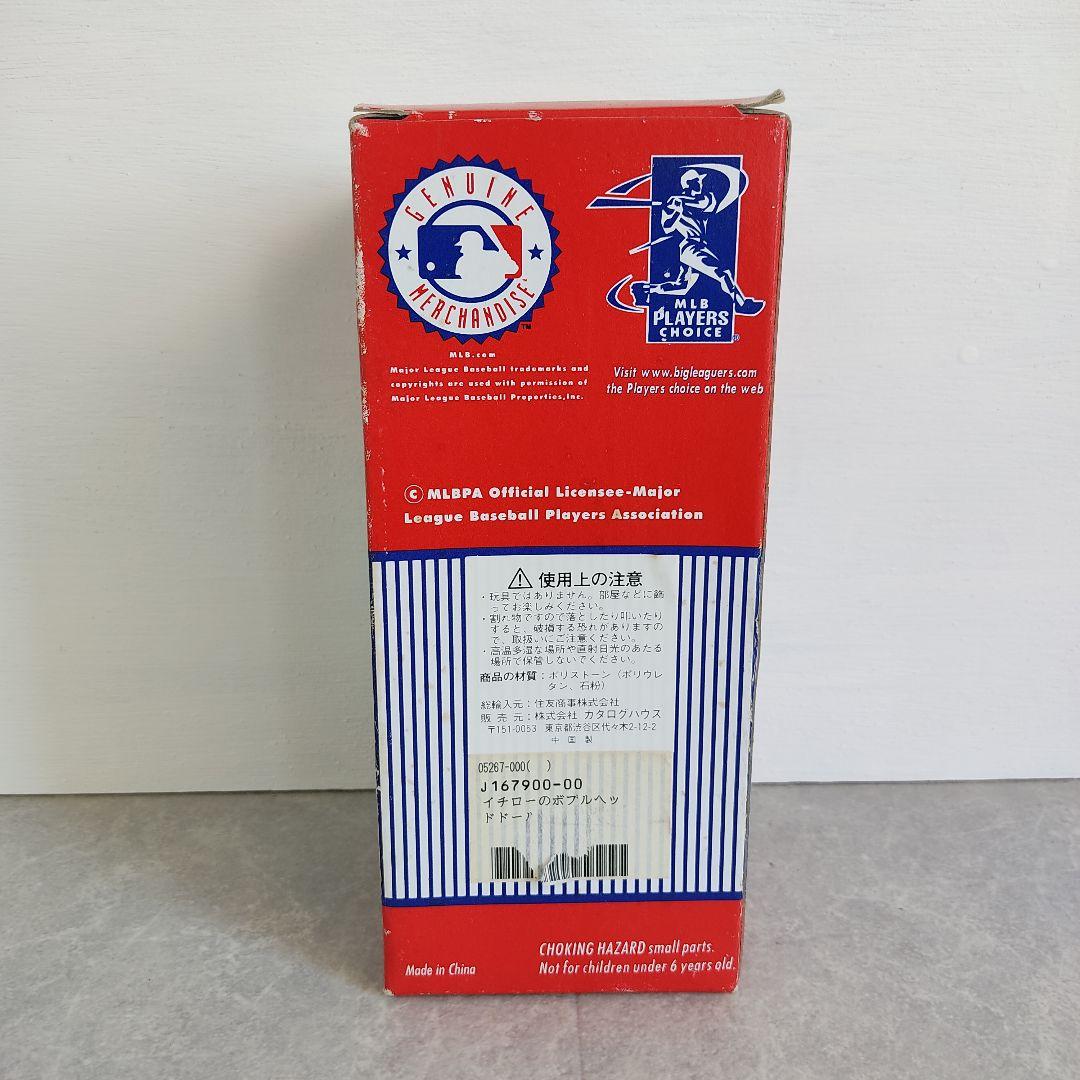 GENUINE
MERCHANDISE
TM
MLB
PLAYERS
CHOICE
®
MLB.com
Major League Baseball trademarks and
copyrights are used with permission of
Major League Baseball Properties,Inc.
Visit www.bigleaguers.com
the Players choice on the web
©MLBPA Official Licensee-Major
League Baseball Players Association
⚠ 使用上の注意
・玩具ではありません。部屋などに飾
ってお楽しみください。
・割れ物ですので落としたり叩いたり
すると、破損する恐れがありますの
で、取扱いにご注意ください。
・高温多湿な場所や直射日光のあたる
場所で保管しないでください。
商品の材質：ポリストーン（ポリウレ
タン、石粉）
総輸入元：住友商事株式会社
販売元：株式会社 カタログハウス
〒151-0053 東京都渋谷区代々木2-12-2
中国製
05267-000( )
J167900-00
イチローのボブルヘッ
ドドー
CHOKING HAZARD small parts.
Made in China
Not for children under 6 years old.